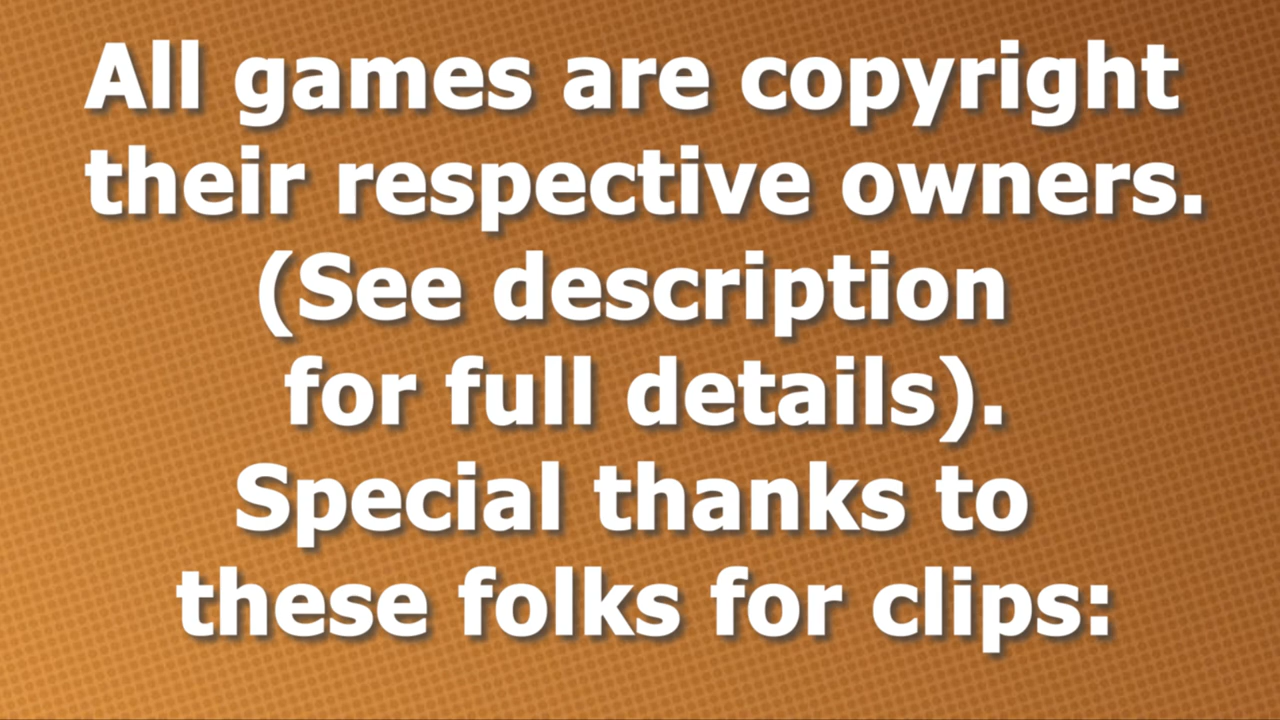 All games are copyright
their respective owners.
(See description
for full details).
Special thanks to
these folks for clips: